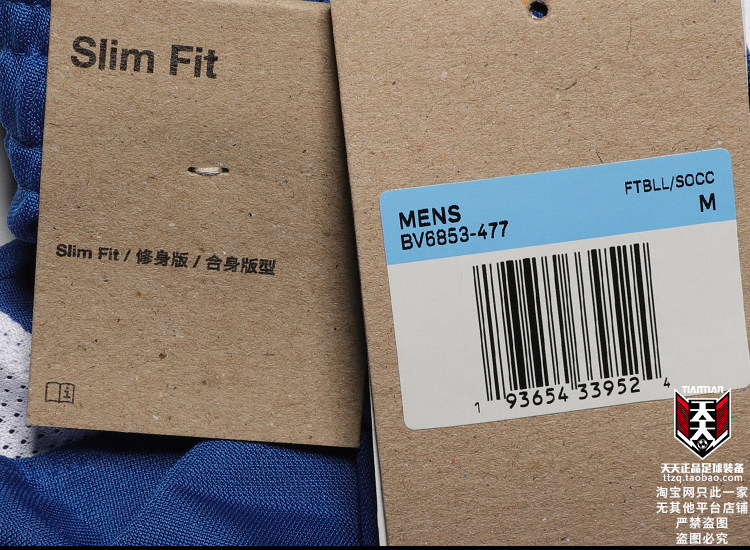 Slim Fit
Slim Fit / 修身版 / 合身版型
MENS
BV6853-477
FTBLL/SOCC
M
1 93654 33952 4
TIANTIAN
天天
天天正品足球装备
ttzq.taobao.com
淘宝网只此一家
无其他平台店铺
严禁盗图
盗图必究